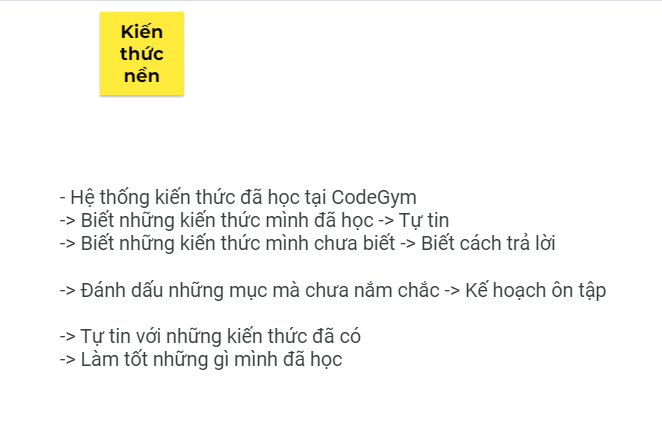 Kiến
thức
nền
- Hệ thống kiến thức đã học tại CodeGym
-> Biết những kiến thức mình đã học -> Tự tin
-> Biết những kiến thức mình chưa biết -> Biết cách trả lời
-> Đánh dấu những mục mà chưa nắm chắc -> Kế hoạch ôn tập
-> Tự tin với những kiến thức đã có
-> Làm tốt những gì mình đã học